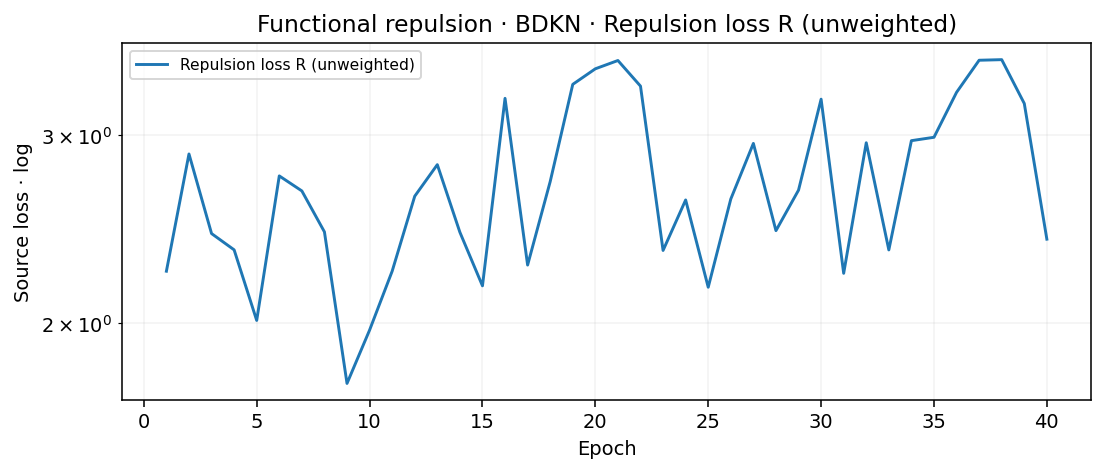 Functional repulsion · BDKN · Repulsion loss R (unweighted)
Repulsion loss R (unweighted)
Source loss · log
3 × 10⁰
2 × 10⁰
0 5 10 15 20 25 30 35 40
Epoch